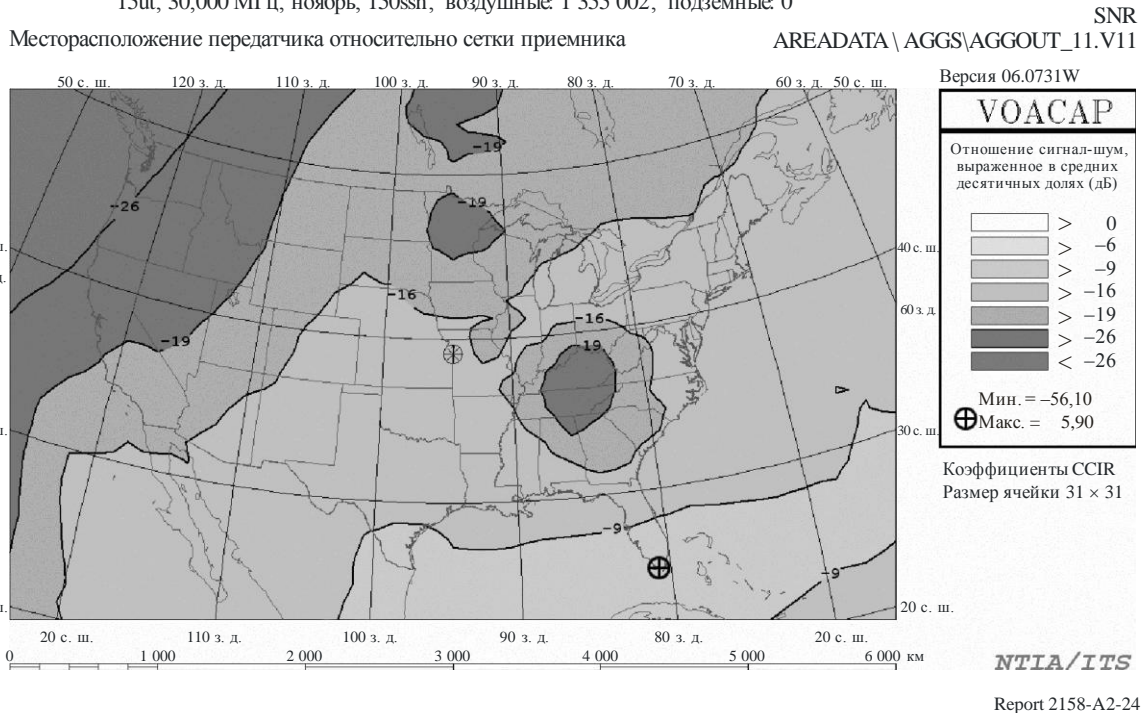 15ut, 30,000 МГц, ноябрь, 150ssn, воздушные: 1 355 002, подземные: 0
SNR
Месторасположение передатчика относительно сетки приемника
AREADATA \ AGGS\AGGOUT_11.V11
50 с. ш. 120 з. д. 110 з. д. 100 з. д. 90 з. д. 80 з. д. 70 з. д. 60 з. д. 50 с. ш.
Версия 06.0731W
VOACAP
Отношение сигнал-шум,
выраженное в средних
десятичных долях (дБ)
> 0
> –6
> –9
> –16
> –19
> –26
< –26
Мин. = –56,10
Макс. = 5,90
Коэффициенты CCIR
Размер ячейки 31 × 31
-19
-26
-19
40 с. ш.
-16
60 з. д.
-16
-19
19
30 с. ш.
-9
-9
20 с. ш.
20 с. ш. 110 з. д. 100 з. д. 90 з. д. 80 з. д. 20 с. ш.
0 1 000 2 000 3 000 4 000 5 000 6 000 км
NTIA/ITS
Report 2158-A2-24